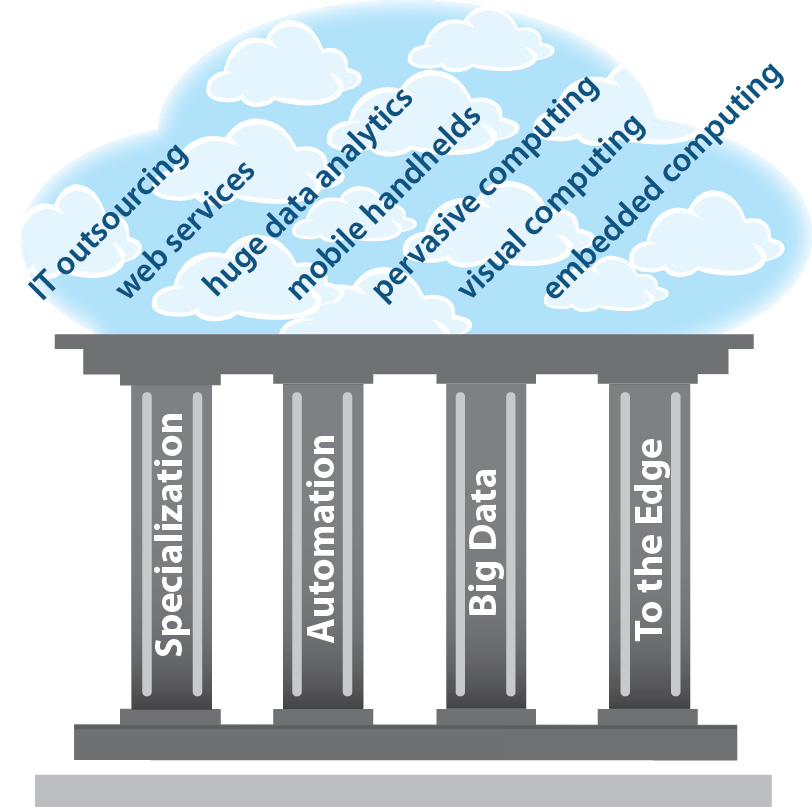 IT outsourcing
web services
huge data analytics
mobile handhelds
pervasive computing
visual computing
embedded computing
Specialization
Automation
Big Data
To the Edge